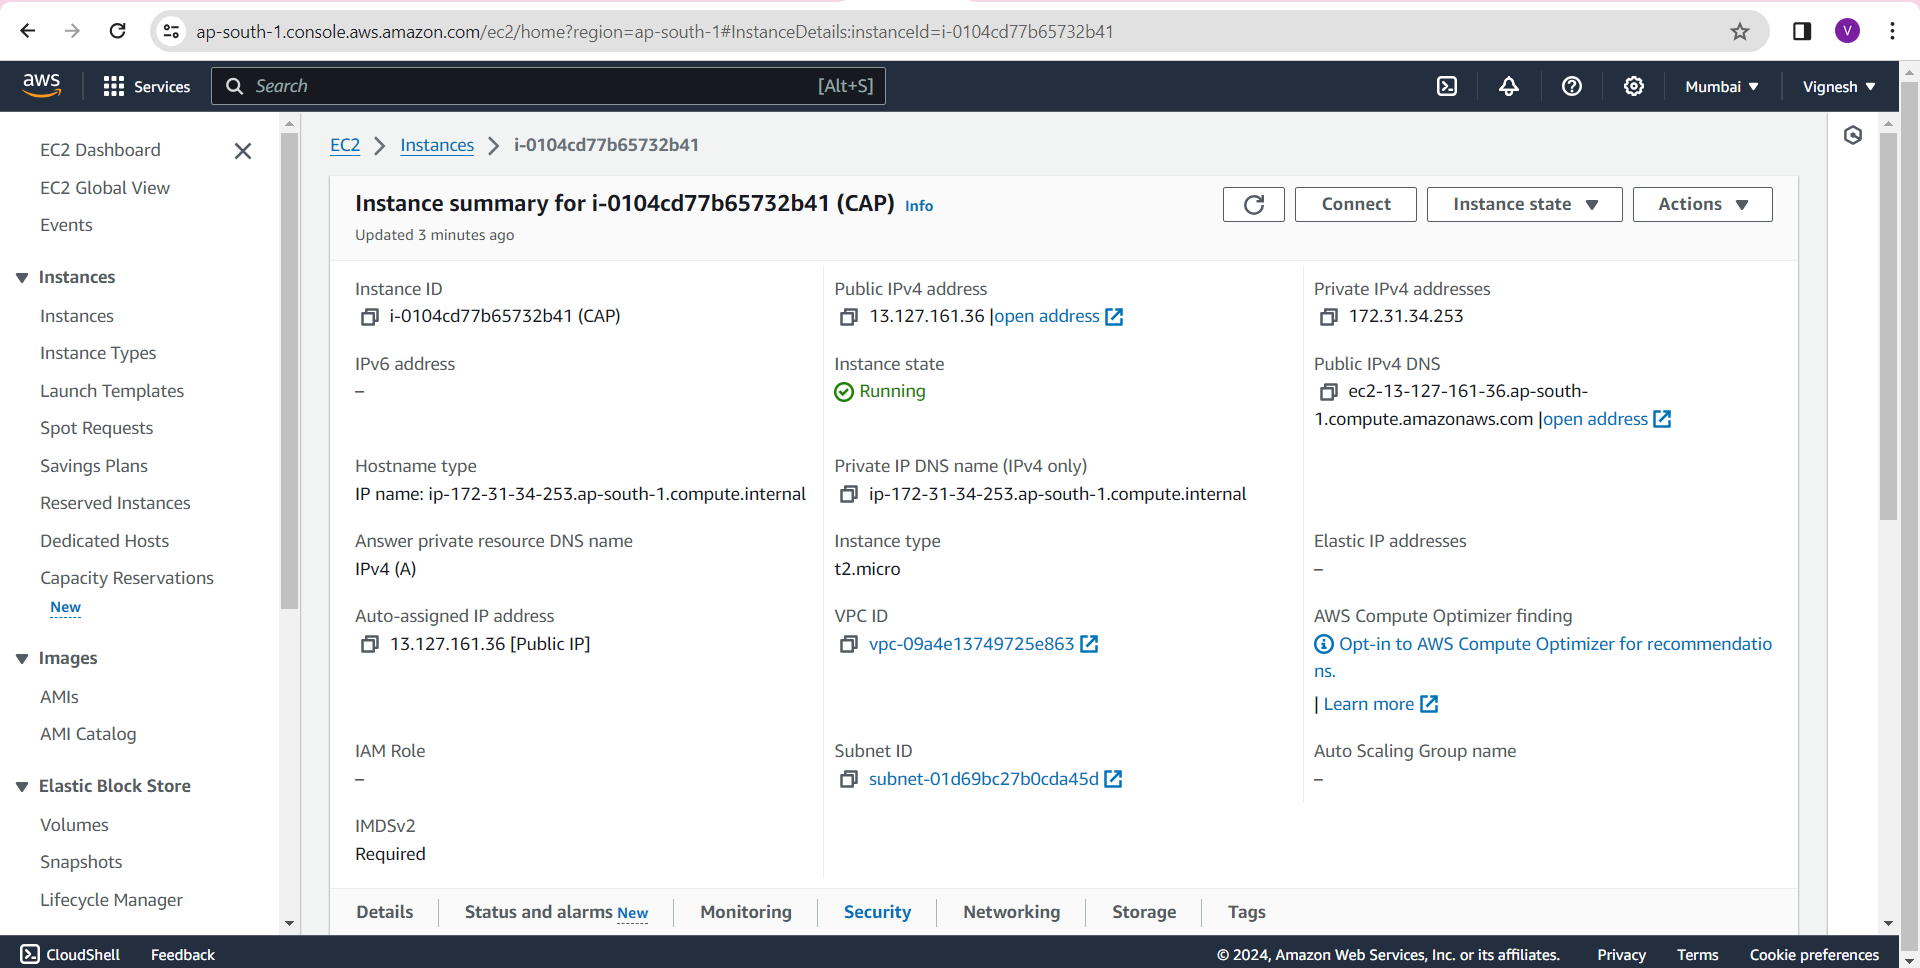 ap-south-1.console.aws.amazon.com/ec2/home?region=ap-south-1#InstanceDetails:instanceId=i-0104cd77b65732b41
V
aws
Services
Search
[Alt+S]
Mumbai
Vignesh
EC2 Dashboard
EC2 Global View
Events
Instances
Instances
Instance Types
Launch Templates
Spot Requests
Savings Plans
Reserved Instances
Dedicated Hosts
Capacity Reservations
New
Images
AMIs
AMI Catalog
Elastic Block Store
Volumes
Snapshots
Lifecycle Manager
EC2 > Instances > i-0104cd77b65732b41
Instance summary for i-0104cd77b65732b41 (CAP) Info
Updated 3 minutes ago
Connect
Instance state
Actions
Instance ID
i-0104cd77b65732b41 (CAP)
Public IPv4 address
13.127.161.36 |open address
Private IPv4 addresses
172.31.34.253
IPv6 address
–
Instance state
Running
Public IPv4 DNS
ec2-13-127-161-36.ap-south-
1.compute.amazonaws.com |open address
Hostname type
IP name: ip-172-31-34-253.ap-south-1.compute.internal
Private IP DNS name (IPv4 only)
ip-172-31-34-253.ap-south-1.compute.internal
Answer private resource DNS name
IPv4 (A)
Instance type
t2.micro
Elastic IP addresses
–
Auto-assigned IP address
13.127.161.36 [Public IP]
VPC ID
vpc-09a4e13749725e863
AWS Compute Optimizer finding
Opt-in to AWS Compute Optimizer for recommendatio
ns.
| Learn more
IAM Role
–
Subnet ID
subnet-01d69bc27b0cda45d
Auto Scaling Group name
–
IMDSv2
Required
Details
Status and alarms New
Monitoring
Security
Networking
Storage
Tags
CloudShell
Feedback
© 2024, Amazon Web Services, Inc. or its affiliates.
Privacy
Terms
Cookie preferences